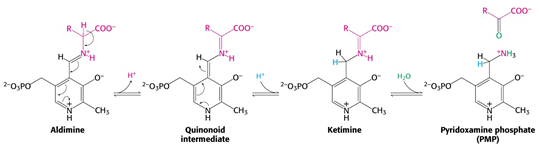 R H COO⁻
H C N⁺ H
²⁻O₃PO O⁻
N⁺ H CH₃
Aldimine
H⁺
R COO⁻
H C N⁺ H
²⁻O₃PO O⁻
N H CH₃
Quinonoid
intermediate
H⁺
R COO⁻
H H C N⁺ H
²⁻O₃PO O⁻
N⁺ H CH₃
Ketimine
H₂O
R COO⁻
O
H H C ⁺NH₃
²⁻O₃PO O⁻
N⁺ H CH₃
Pyridoxamine phosphate
(PMP)